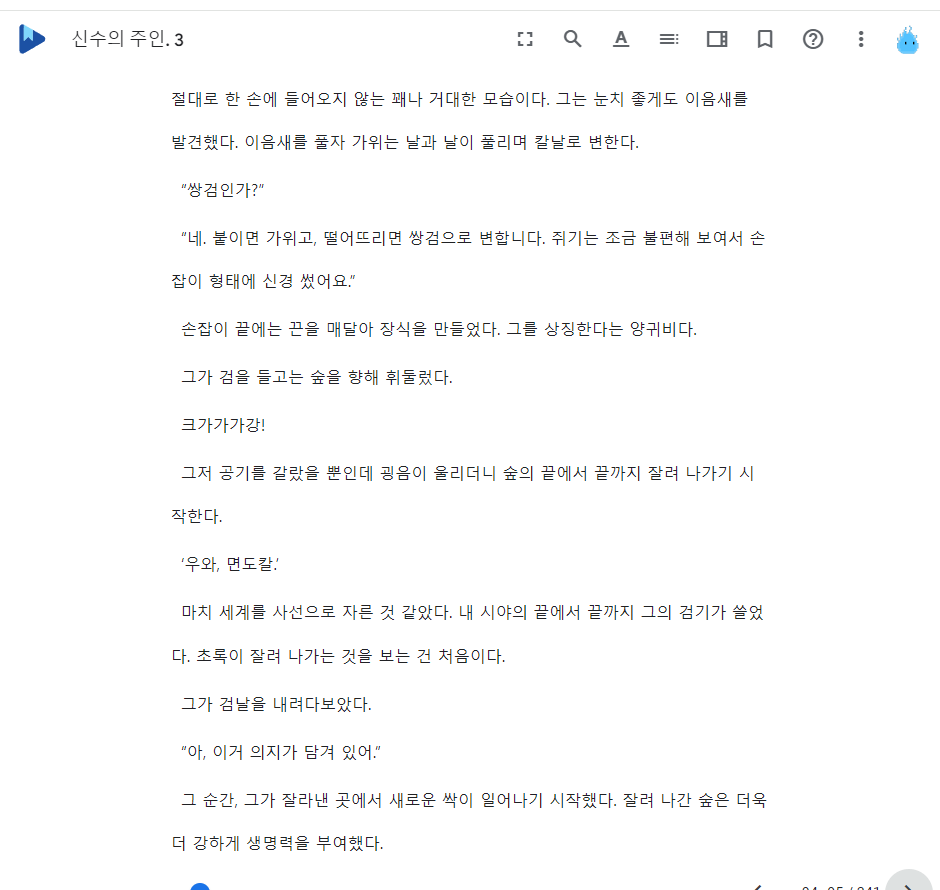 신수의 주인. 3
절대로 한 손에 들어오지 않는 꽤나 거대한 모습이다. 그는 눈치 좋게도 이음새를
발견했다. 이음새를 풀자 가위는 날과 날이 풀리며 칼날로 변한다.
“쌍검인가?”
“네. 붙이면 가위고, 떨어뜨리면 쌍검으로 변합니다. 쥐기는 조금 불편해 보여서 손
잡이 형태에 신경 썼어요.”
손잡이 끝에는 끈을 매달아 장식을 만들었다. 그를 상징한다는 양귀비다.
그가 검을 들고는 숲을 향해 휘둘렀다.
크가가가강!
그저 공기를 갈랐을 뿐인데 굉음이 울리더니 숲의 끝에서 끝까지 잘려 나가기 시
작한다.
‘우와, 면도칼.’
마치 세계를 사선으로 자른 것 같았다. 내 시야의 끝에서 끝까지 그의 검기가 쓸었
다. 초록이 잘려 나가는 것을 보는 건 처음이다.
그가 검날을 내려다보았다.
“아, 이거 의지가 담겨 있어.”
그 순간, 그가 잘라낸 곳에서 새로운 싹이 일어나기 시작했다. 잘려 나간 숲은 더욱
더 강하게 생명력을 부여했다.